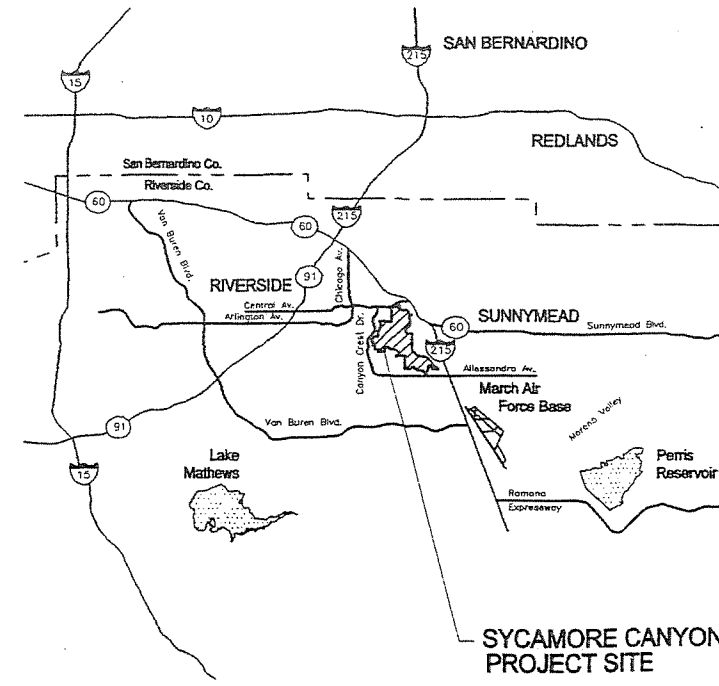 SAN BERNARDINO
215
15
10
REDLANDS
San Bernardino Co.
Riverside Co.
60
215
60
Van Buren Blvd.
Chicago Av.
91
RIVERSIDE
Central Av.
Arlington Av.
SUNNYMEAD
60
Sunnymead Blvd.
215
Canyon Crest Dr.
Allessandro Av.
March Air
Force Base
91
Van Buren Blvd.
Moreno Valley
Lake
Mathews
Perris
Reservoir
15
Ramona
Expressway
SYCAMORE CANYON
PROJECT SITE